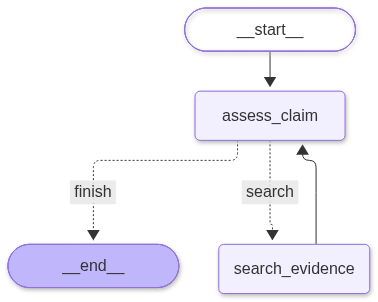 __start__
assess_claim
finish
search
__end__
search_evidence